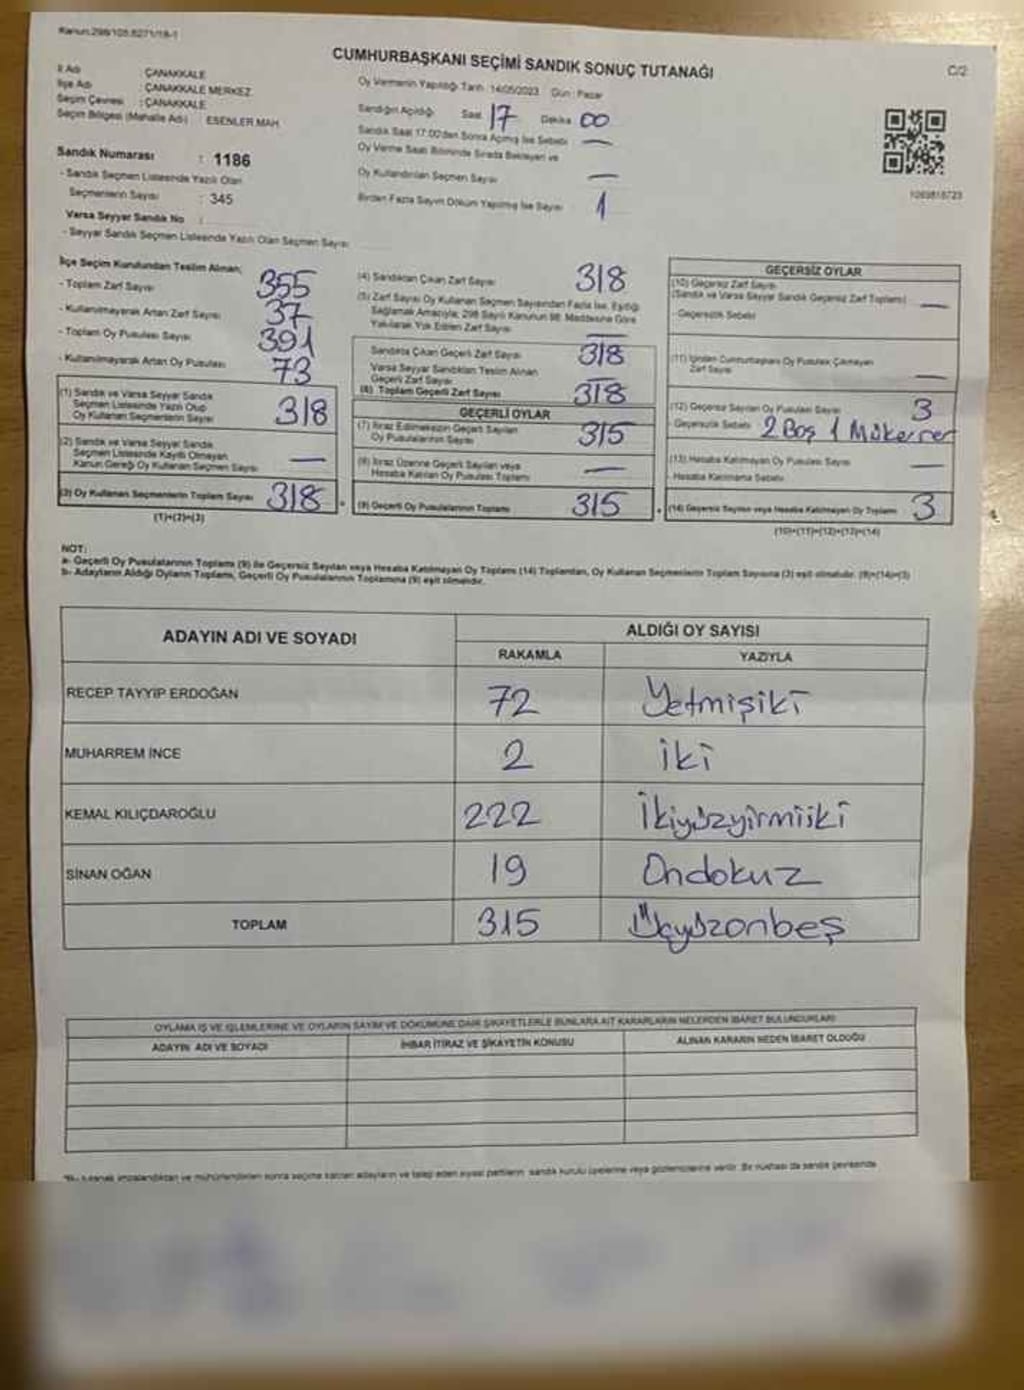 Kanun:298/105.6271/18-1
CUMHURBAŞKANI SEÇİMİ SANDIK SONUÇ TUTANAĞI
C/2
İl Adı : ÇANAKKALE
İlçe Adı : ÇANAKKALE MERKEZ
Seçim Çevresi : ÇANAKKALE
Seçim Bölgesi (Mahalle Adı) : ESENLER MAH.
Sandık Numarası : 1186
- Sandık Seçmen Listesinde Yazılı Olan
Seçmenlerin Sayısı : 345
Varsa Seyyar Sandık No :
- Seyyar Sandık Seçmen Listesinde Yazılı Olan Seçmen Sayısı
Oy Vermenin Yapıldığı Tarih : 14/05/2023 Gün : Pazar
Sandığın Açıldığı Saat 17 Dakika 00
Sandık Saat 17:00'den Sonra Açılmış İse Sebebi —
Oy Verme Saati Bitiminde Sırada Bekleyen ve
Oy Kullandırılan Seçmen Sayısı —
Birden Fazla Sayım Döküm Yapılmış İse Sayısı 1
1069818723
İlçe Seçim Kurulundan Teslim Alınan;
- Toplam Zarf Sayısı 355
- Kullanılmayarak Artan Zarf Sayısı 37
- Toplam Oy Pusulası Sayısı 391
- Kullanılmayarak Artan Oy Pusulası 73
(1) Sandık ve Varsa Seyyar Sandık
Seçmen Listesinde Yazılı Olup
Oy Kullanan Seçmenlerin Sayısı 318
(2) Sandık ve Varsa Seyyar Sandık
Seçmen Listesinde Kayıtlı Olmayan
Kanun Gereği Oy Kullanan Seçmen Sayısı —
(3) Oy Kullanan Seçmenlerin Toplam Sayısı 318
(1)+(2)=(3)
(4) Sandıktan Çıkan Zarf Sayısı 318
(5) Zarf Sayısı Oy Kullanan Seçmen Sayısından Fazla İse, Eşitliği
Sağlamak Amacıyla; 298 Sayılı Kanunun 98. Maddesine Göre
Yakılarak Yok Edilen Zarf Sayısı —
Sandıkta Çıkan Geçerli Zarf Sayısı 318
Varsa Seyyar Sandıktan Teslim Alınan
Geçerli Zarf Sayısı —
(6) Toplam Geçerli Zarf Sayısı 318
GEÇERLİ OYLAR
(7) İtiraz Edilmeksizin Geçerli Sayılan
Oy Pusulalarının Sayısı 315
(8) İtiraz Üzerine Geçerli Sayılan veya
Hesaba Katılan Oy Pusulası Toplamı —
(9) Geçerli Oy Pusulalarının Toplamı 315
GEÇERSİZ OYLAR
(10) Geçersiz Zarf Sayısı
(Sandık ve Varsa Seyyar Sandık Geçersiz Zarf Toplamı) —
- Geçersizlik Sebebi
(11) İçinden Cumhurbaşkanı Oy Pusulası Çıkmayan
Zarf Sayısı —
(12) Geçersiz Sayılan Oy Pusulası Sayısı 3
- Geçersizlik Sebebi 2 Boş 1 Mükerrer
(13) Hesaba Katılmayan Oy Pusulası Sayısı —
- Hesaba Katılmama Sebebi
(14) Geçersiz Sayılan veya Hesaba Katılmayan Oy Toplamı 3
(10)+(11)+(12)+(13)=(14)
NOT:
a- Geçerli Oy Pusulalarının Toplamı (9) ile Geçersiz Sayılan veya Hesaba Katılmayan Oy Toplamı (14) Toplamları, Oy Kullanan Seçmenlerin Toplam Sayısına (3) eşit olmalıdır. (9)+(14)=(3)
b- Adayların Aldığı Oyların Toplamı, Geçerli Oy Pusulalarının Toplamına (9) eşit olmalıdır.
ADAYIN ADI VE SOYADI
ALDIĞI OY SAYISI
RAKAMLA YAZIYLA
RECEP TAYYİP ERDOĞAN 72 Yetmişiki
MUHARREM İNCE 2 iki
KEMAL KILIÇDAROĞLU 222 İkiyüzyirmiiki
SİNAN OĞAN 19 Ondokuz
TOPLAM 315 Üçyüzonbeş
OYLAMA İŞ VE İŞLEMLERİNE VE OYLARIN SAYIM VE DÖKÜMÜNE DAİR ŞİKAYETLERLE BUNLARA AİT KARARLARIN NELERDEN İBARET BULUNDUKLARI
ADAYIN ADI VE SOYADI İHBAR İTİRAZ VE ŞİKAYETİN KONUSU ALINAN KARARIN NEDEN İBARET OLDUĞU
tutanak imzalandıktan ve mühürlendikten sonra seçime katılan adayların ve talep eden siyasi partilerin sandık kurulu üyelerine veya gözlemcilerine verilir. Bir nüshası da sandık çevresinde